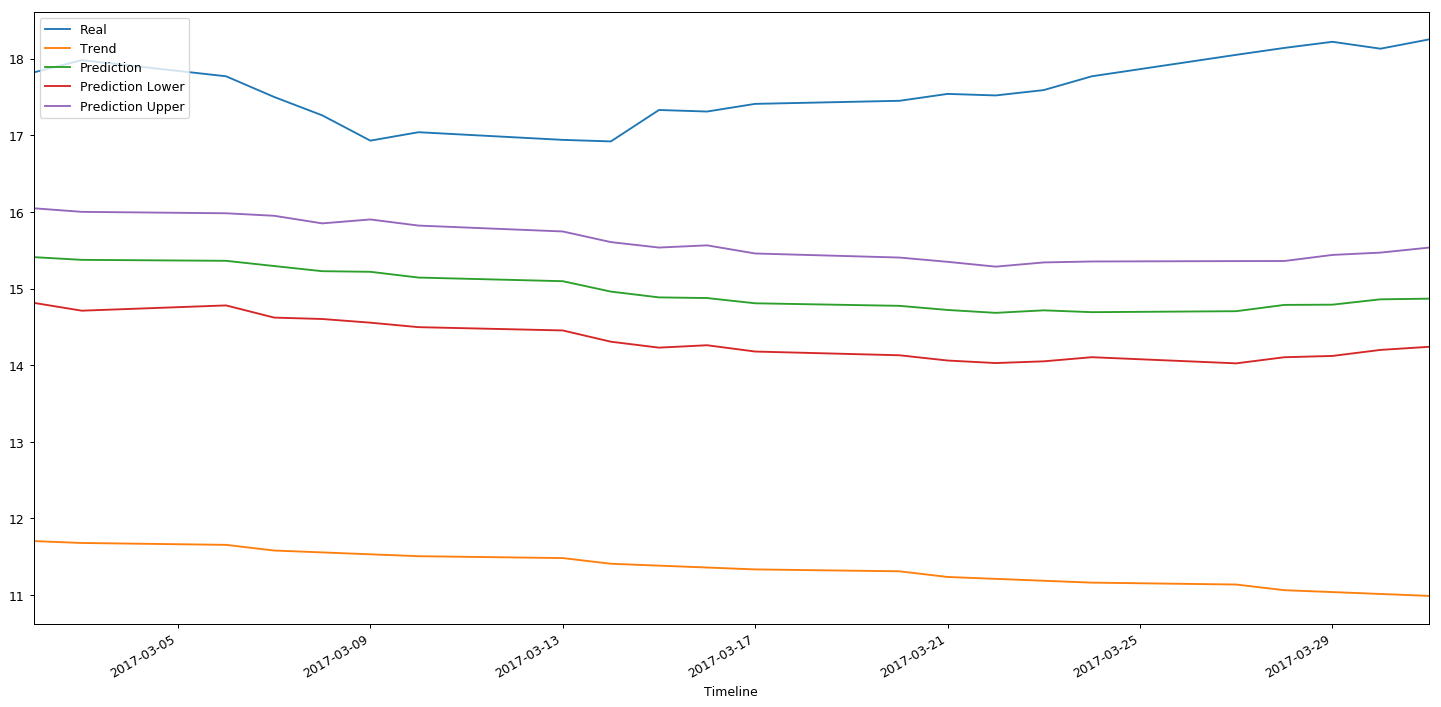 Real
Trend
Prediction
Prediction Lower
Prediction Upper
18
17
16
15
14
13
12
11
2017-03-05
2017-03-09
2017-03-13
2017-03-17
2017-03-21
2017-03-25
2017-03-29
Timeline